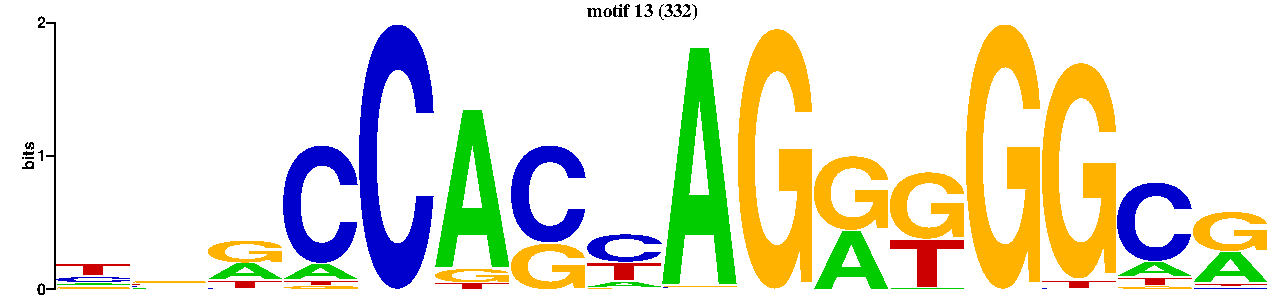 motif 13 (332)
2
bits
1
0
T
C
G A T
C A T G
C
A G T
C G
C T A
A
G
G A
G T
G
G T
C A T G
G A T